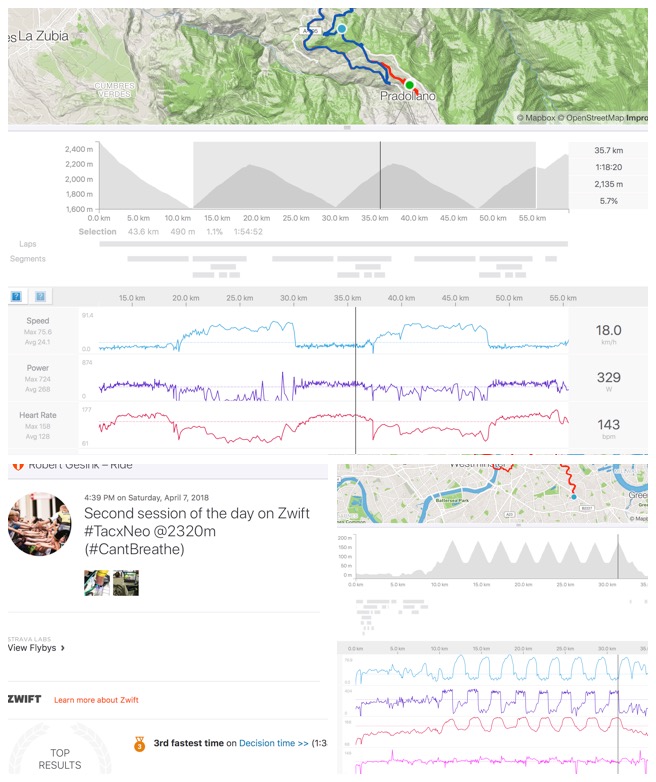 es La Zubia
CUMBRES
VERDES
Pradollano
© Mapbox © OpenStreetMap Impro
2,400 m
2,200 m
2,000 m
1,800 m
1,600 m
0.0 km 5.0 km 10.0 km 15.0 km 20.0 km 25.0 km 30.0 km 35.0 km 40.0 km 45.0 km 50.0 km 55.0 km
35.7 km
1:18:20
2,135 m
5.7%
Selection 43.6 km 490 m 1.1% 1:54:52
Laps
Segments
? ?
15.0 km 20.0 km 25.0 km 30.0 km 35.0 km 40.0 km 45.0 km 50.0 km 55.0 km
Speed
Max 75.6
Avg 24.1
91.4
0.0
18.0
km/h
Power
Max 724
Avg 268
874
0
329
W
Heart Rate
Max 158
Avg 128
177
61
143
bpm
Robert Gesink – Ride
4:39 PM on Saturday, April 7, 2018
Second session of the day on Zwift
#TacxNeo @2320m
(#CantBreathe)
STRAVA LABS
View Flybys >
ZWIFT Learn more about Zwift
TOP
RESULTS
3
3rd fastest time on Decision time >> (1:3
Westminster
Battersea Park
Gree
200 m
150 m
100 m
50 m
0 m
0.0 km 5.0 km 10.0 km 15.0 km 20.0 km 25.0 km 30.0 km 35.
0.0 km 5.0 km 10.0 km 15.0 km 20.0 km 25.0 km 30.0 km 35.